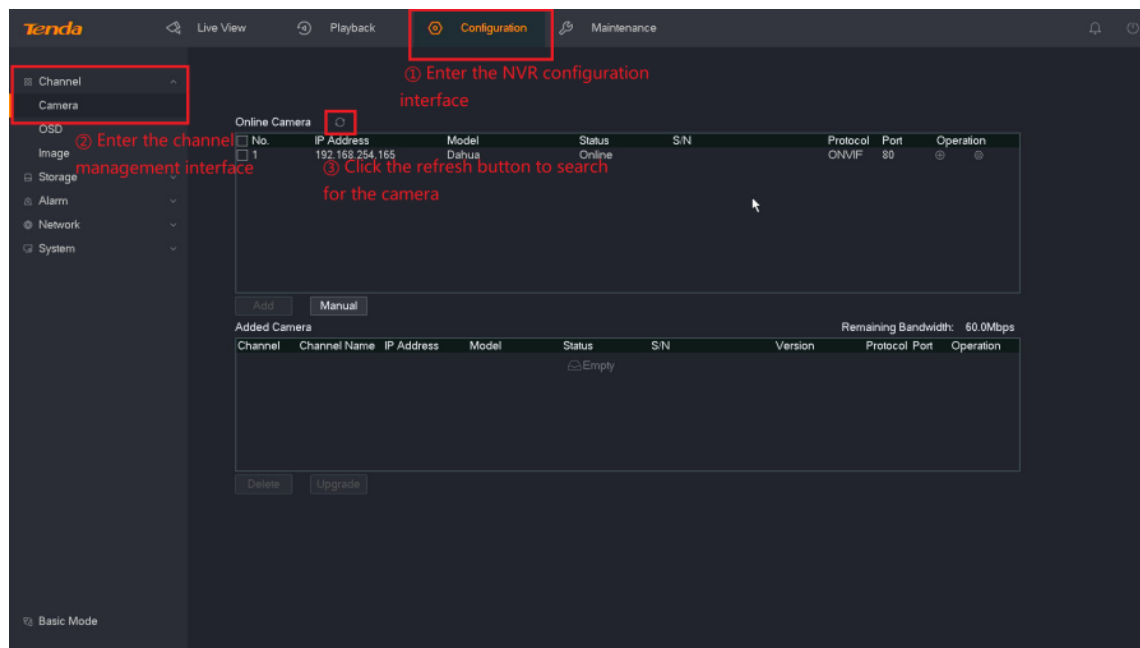 Tenda Live View Playback Configuration Maintenance
Channel
① Enter the NVR configuration
interface
Camera
OSD
Image
Storage
Alarm
Network
System
② Enter the channel
management interface
Online Camera
No. IP Address Model Status S/N Protocol Port Operation
1 192.168.254.165 Dahua Online ONVIF 80
③ Click the refresh button to search
for the camera
Add Manual
Added Camera Remaining Bandwidth: 60.0Mbps
Channel Channel Name IP Address Model Status S/N Version Protocol Port Operation
Empty
Delete Upgrade
Basic Mode